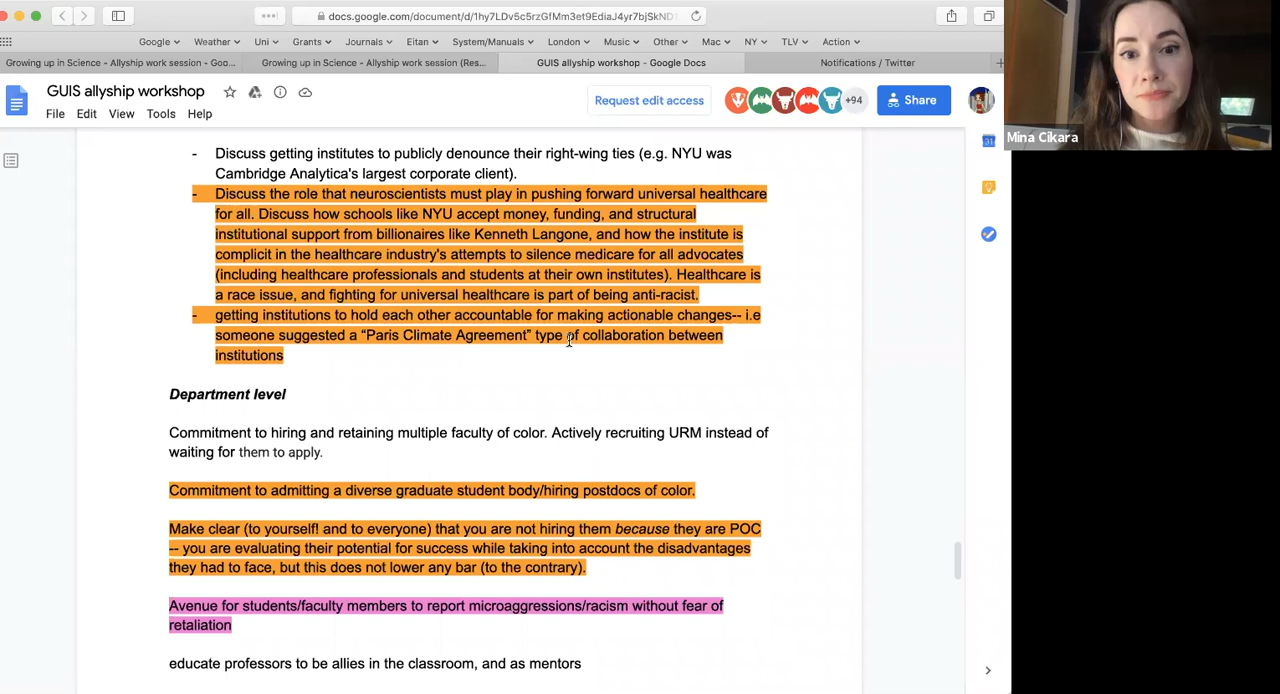 docs.google.com/document/d/1hy7LDv5c5rzGfMm3et9EdiaJ4yr7bjSkND1
Google Weather Uni Grants Journals Eitan System/Manuals London Music Other Mac NY TLV Action
Growing up in Science - Allyship work session - Goo... Growing up in Science - Allyship work session (Res... GUIS allyship workshop - Google Docs Notifications / Twitter
GUIS allyship workshop
File Edit View Tools Help
Request edit access
+94
Share
Mina Cikara
31
- Discuss getting institutes to publicly denounce their right-wing ties (e.g. NYU was
Cambridge Analytica's largest corporate client).
- Discuss the role that neuroscientists must play in pushing forward universal healthcare
for all. Discuss how schools like NYU accept money, funding, and structural
institutional support from billionaires like Kenneth Langone, and how the institute is
complicit in the healthcare industry's attempts to silence medicare for all advocates
(including healthcare professionals and students at their own institutes). Healthcare is
a race issue, and fighting for universal healthcare is part of being anti-racist.
- getting institutions to hold each other accountable for making actionable changes-- i.e
someone suggested a “Paris Climate Agreement” type of collaboration between
institutions
Department level
Commitment to hiring and retaining multiple faculty of color. Actively recruiting URM instead of
waiting for them to apply.
Commitment to admitting a diverse graduate student body/hiring postdocs of color.
Make clear (to yourself! and to everyone) that you are not hiring them because they are POC
-- you are evaluating their potential for success while taking into account the disadvantages
they had to face, but this does not lower any bar (to the contrary).
Avenue for students/faculty members to report microaggressions/racism without fear of
retaliation
educate professors to be allies in the classroom, and as mentors